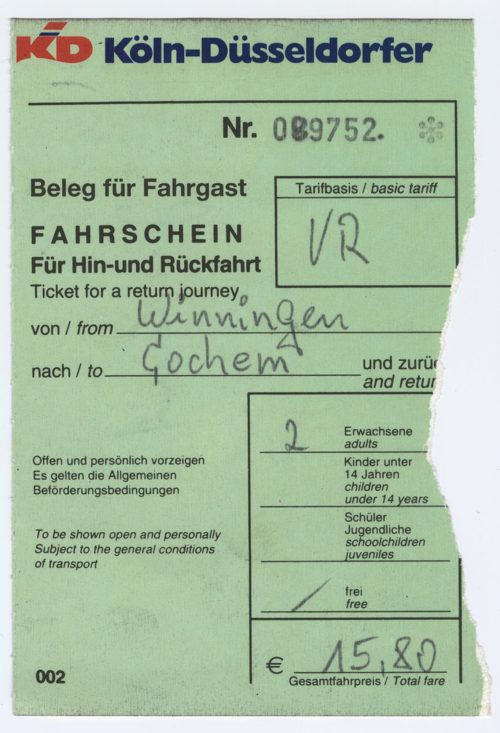 KD Köln-Düsseldorfer
Nr. 089752.
Beleg für Fahrgast
Tarifbasis / basic tariff
VR
FAHRSCHEIN
Für Hin-und Rückfahrt
Ticket for a return journey
von / from Winningen
nach / to Cochem
und zurüc
and retur
2 Erwachsene
adults
Kinder unter
14 Jahren
children
under 14 years
Schüler
Jugendliche
schoolchildren
juveniles
frei
free
Offen und persönlich vorzeigen
Es gelten die Allgemeinen
Beförderungsbedingungen
To be shown open and personally
Subject to the general conditions
of transport
€ 15,80
Gesamtfahrpreis / Total fare
002